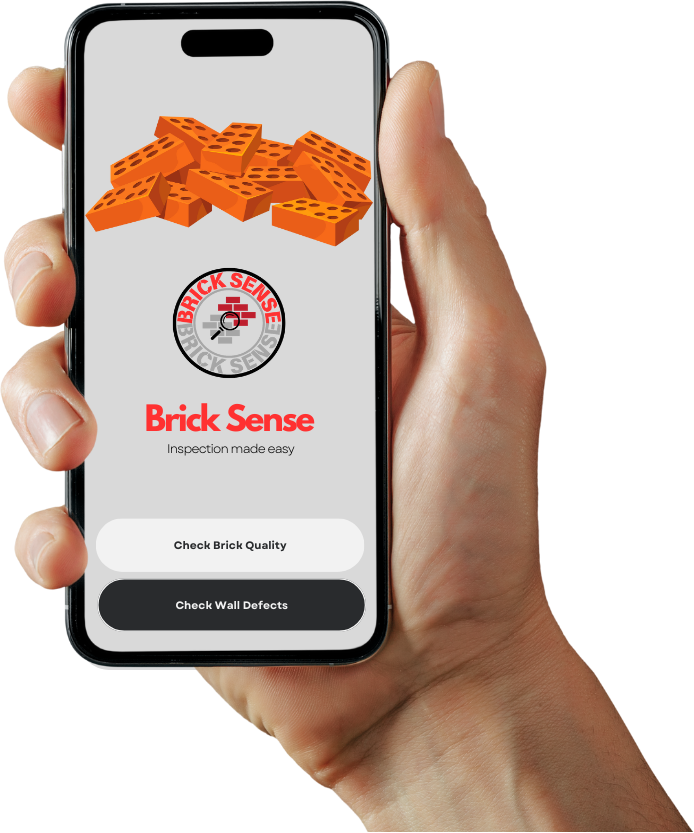 BRICK SENSE
BRICK SENSE
Brick Sense
Inspection made easy
Check Brick Quality
Check Wall Defects